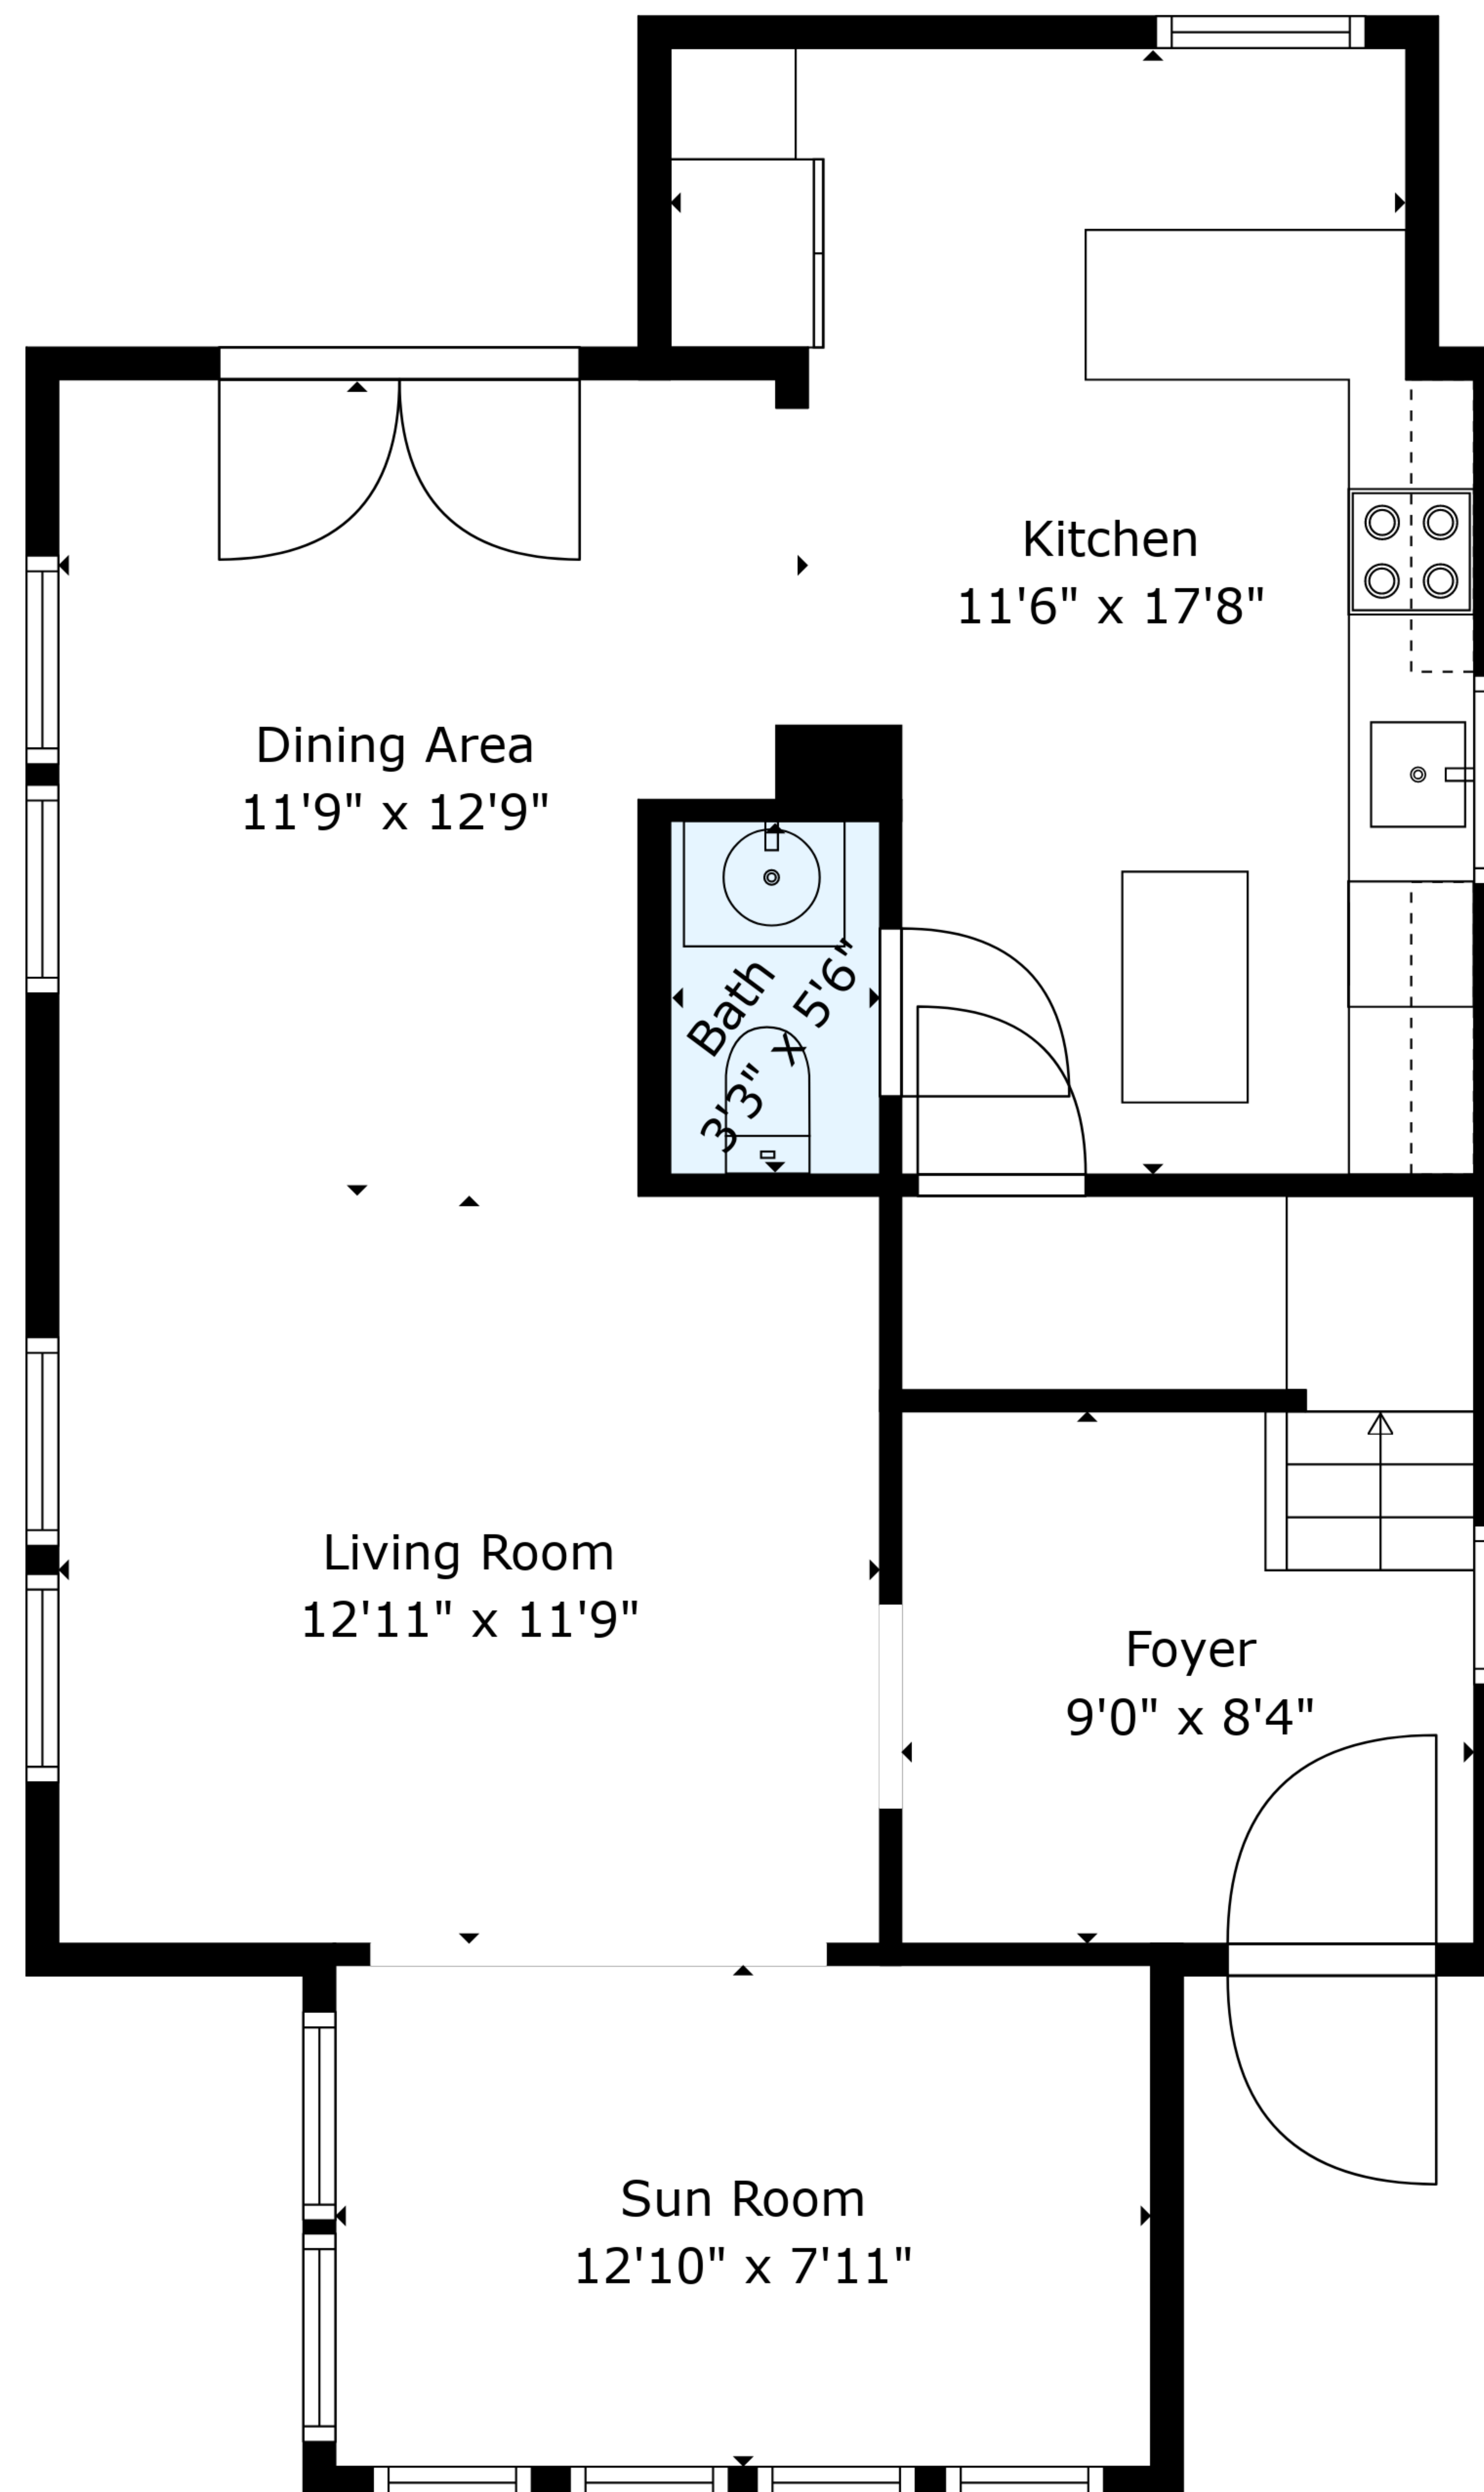 Kitchen
11'6" x 17'8"
Dining Area
11'9" x 12'9"
Bath
3'3" x 5'6"
Living Room
12'11" x 11'9"
Foyer
9'0" x 8'4"
Sun Room
12'10" x 7'11"